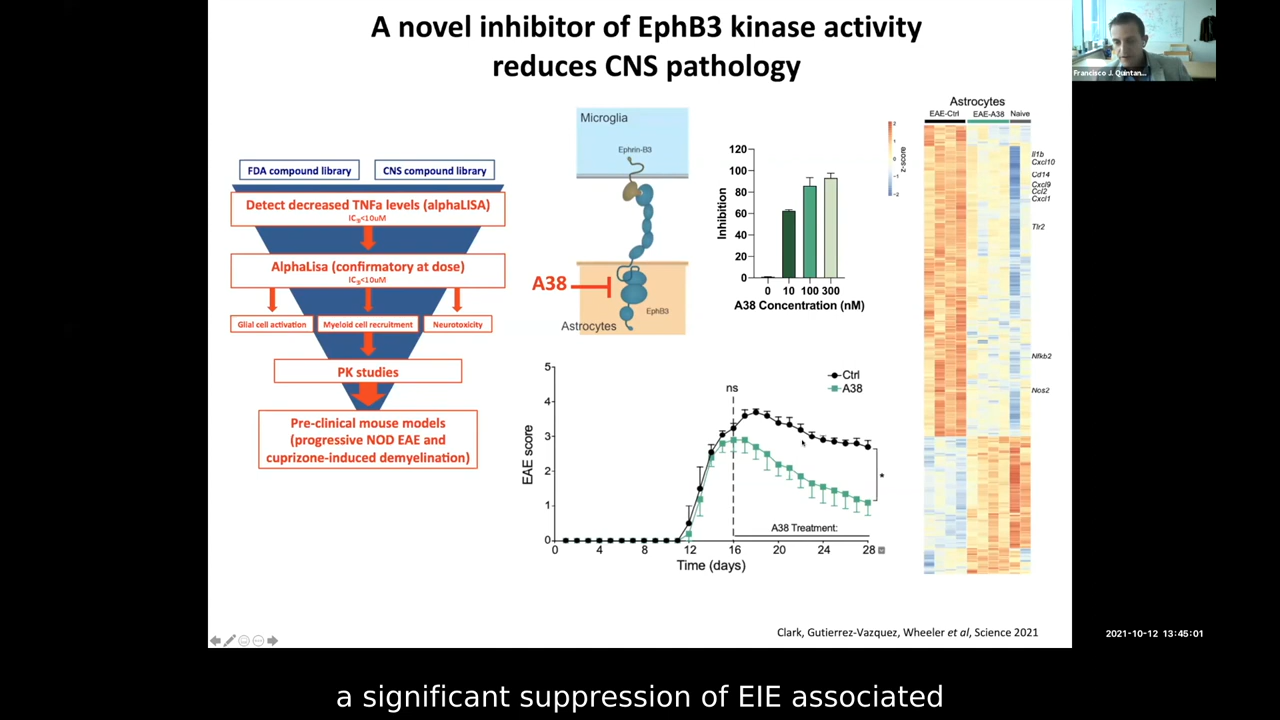 A novel inhibitor of EphB3 kinase activity
reduces CNS pathology
Francisco J. Quintan...
FDA compound library
CNS compound library
Detect decreased TNFa levels (alphaLISA)
IC50<10uM
AlphaLisa (confirmatory at dose)
IC50<10uM
Glial cell activation
Myeloid cell recruitment
Neurotoxicity
PK studies
Pre-clinical mouse models
(progressive NOD EAE and
cuprizone-induced demyelination)
Microglia
Ephrin-B3
A38
EphB3
Astrocytes
Inhibition
120
100
80
60
40
20
0
0 10 100 300
A38 Concentration (nM)
EAE score
5
4
3
2
1
0
ns
Ctrl
A38
*
A38 Treatment:
0 4 8 12 16 20 24 28
Time (days)
Astrocytes
EAE-Ctrl EAE-A38 Naive
2
1
0
-1
-2
z-score
Il1b
Cxcl10
Cd14
Cxcl9
Ccl2
Cxcl1
Tlr2
Nfkb2
Nos2
Clark, Gutierrez-Vazquez, Wheeler et al, Science 2021
2021-10-12 13:45:01
a significant suppression of EIE associated